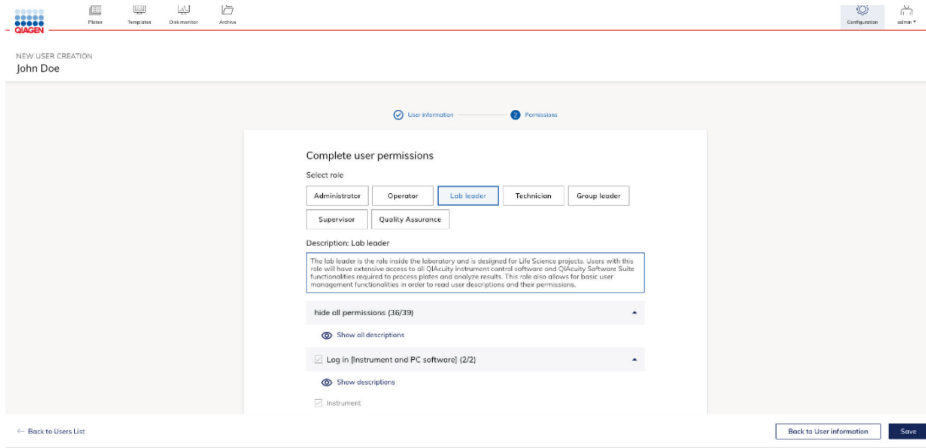 QIAGEN
Plates
Templates
Disk monitor
Archive
Configuration
admin
NEW USER CREATION
John Doe
User information
2
Permissions
Complete user permissions
Select role
Administrator
Operator
Lab leader
Technician
Group leader
Supervisor
Quality Assurance
Description: Lab leader
The lab leader is the role inside the laboratory and is designed for Life Science projects. Users with this
role will have extensive access to all QIAcuity instrument control software and QIAcuity Software Suite
functionalities required to process plates and analyze results. This role also allows for basic user
management functionalities in order to read user descriptions and their permissions.
hide all permissions (36/39)
Show all descriptions
Log in [Instrument and PC software] (2/2)
Show descriptions
Instrument
← Back to Users List
Back to User information
Save